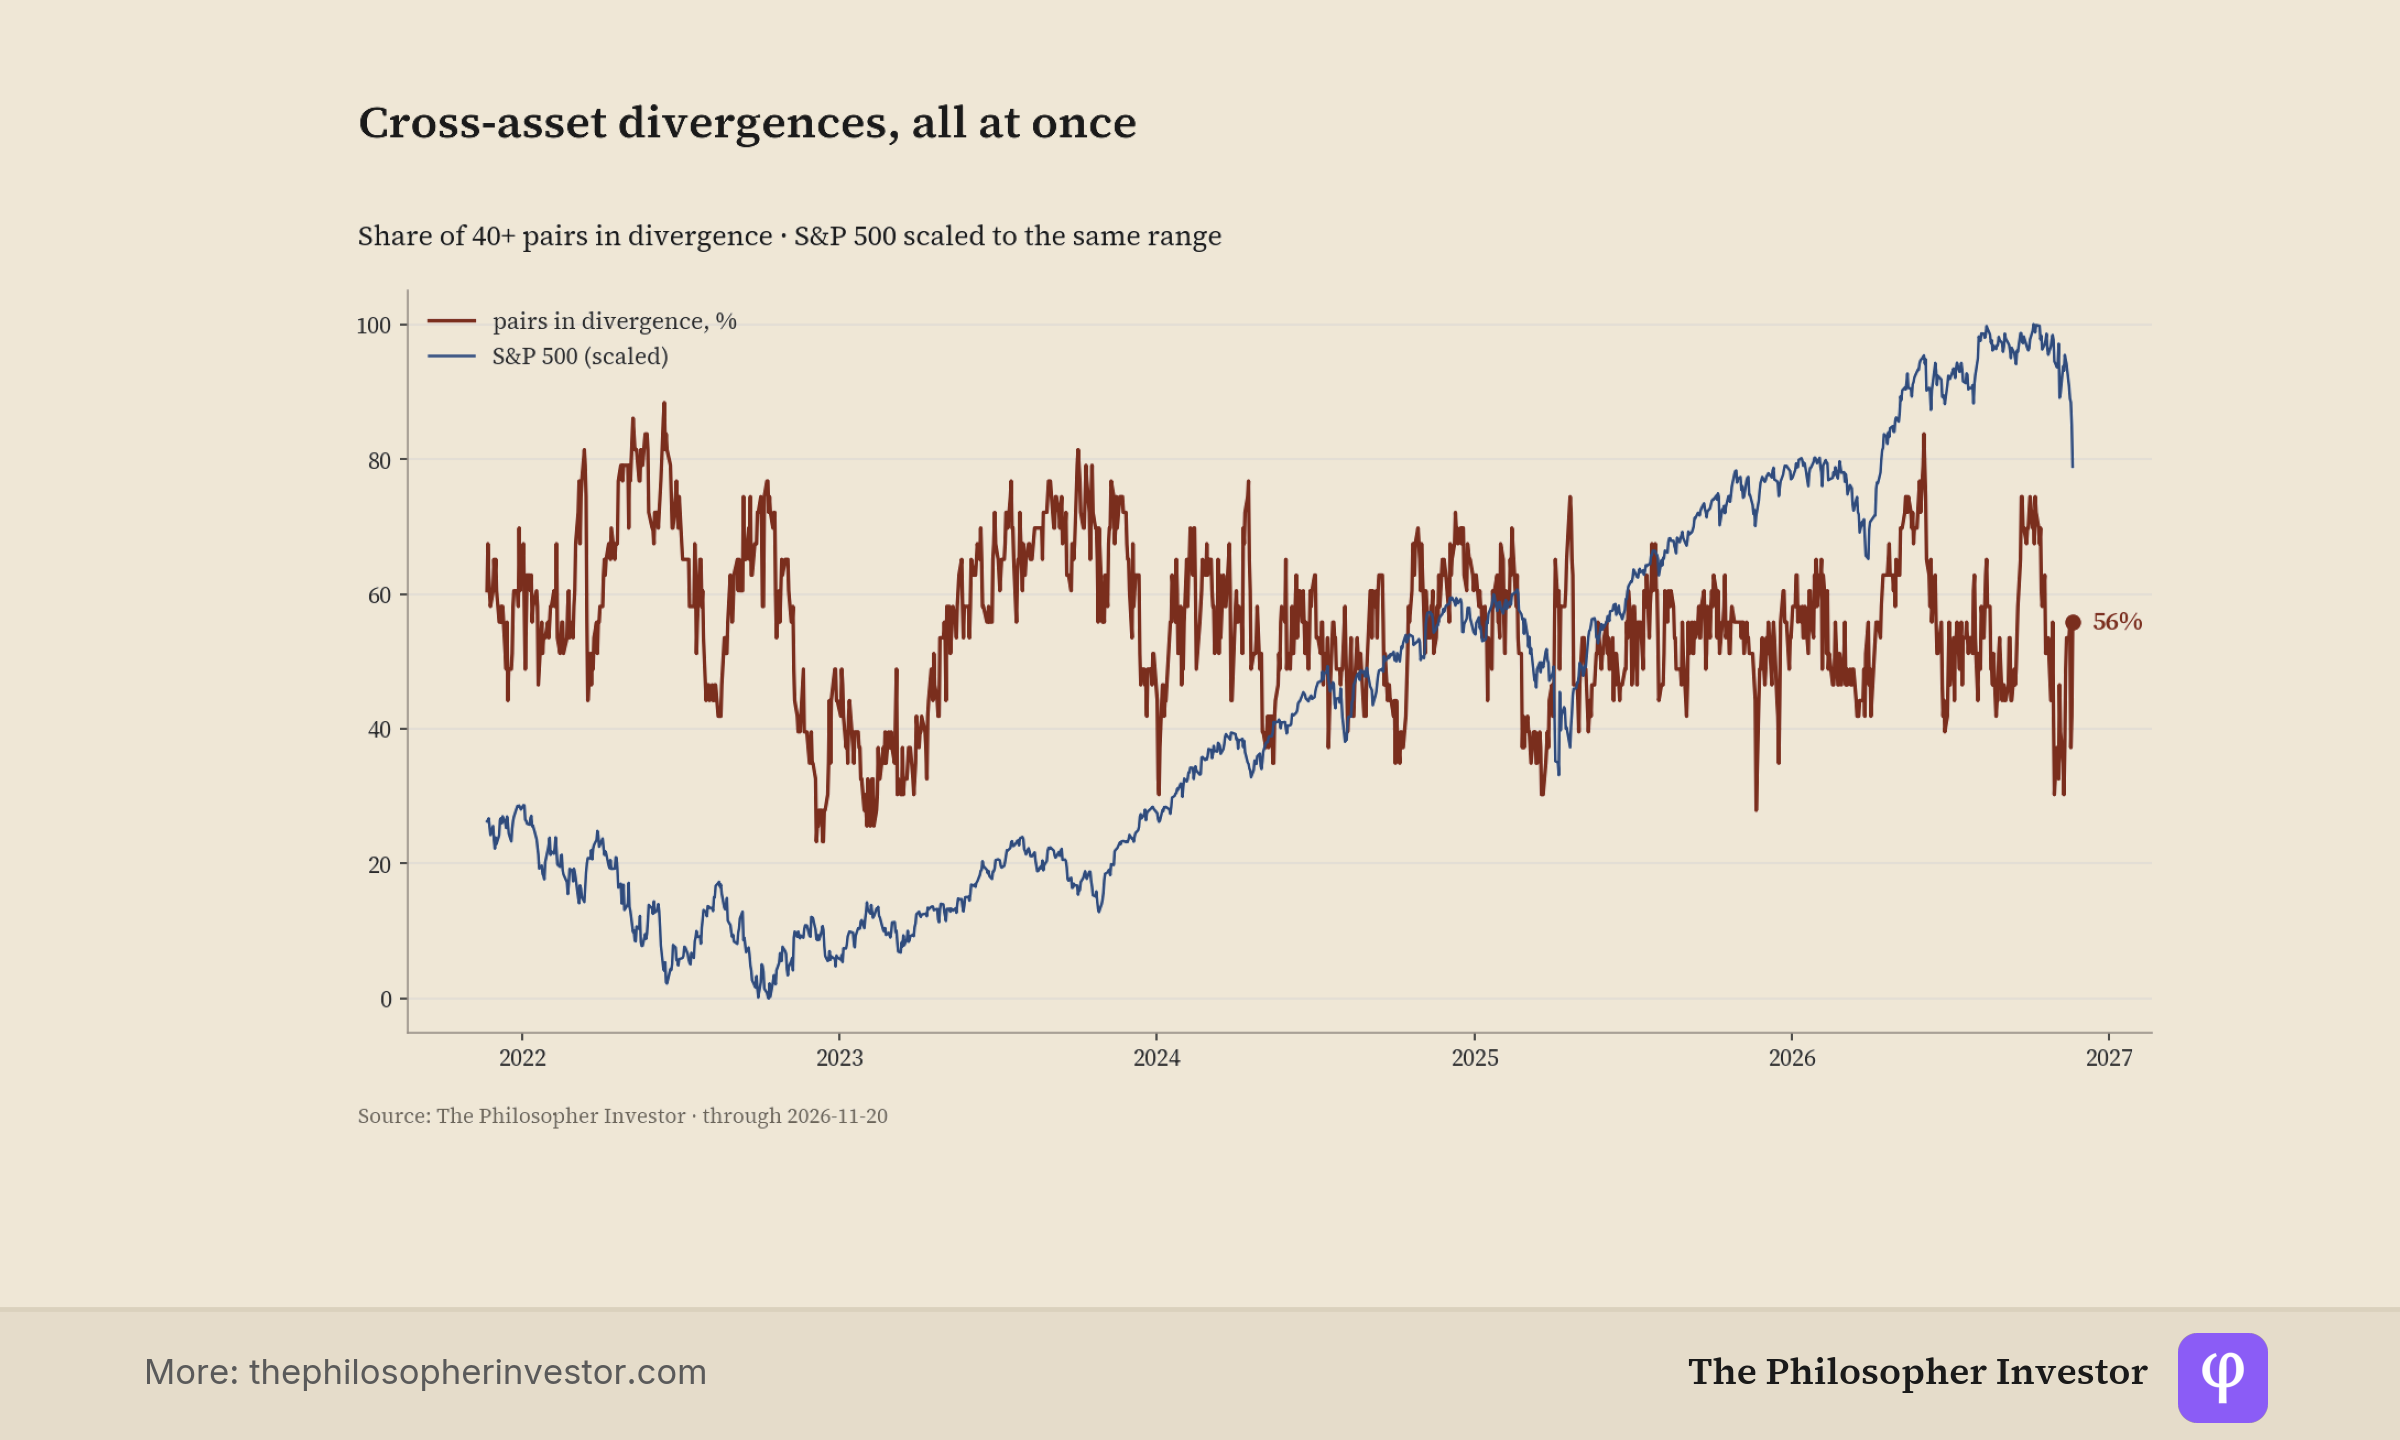 Cross-asset divergences, all at once
Share of 40+ pairs in divergence · S&P 500 scaled to the same range
pairs in divergence, %
S&P 500 (scaled)
100
80
60
40
20
0
56%
2022 2023 2024 2025 2026 2027
Source: The Philosopher Investor · through 2026-11-20
More: thephilosopherinvestor.com
The Philosopher Investor φ